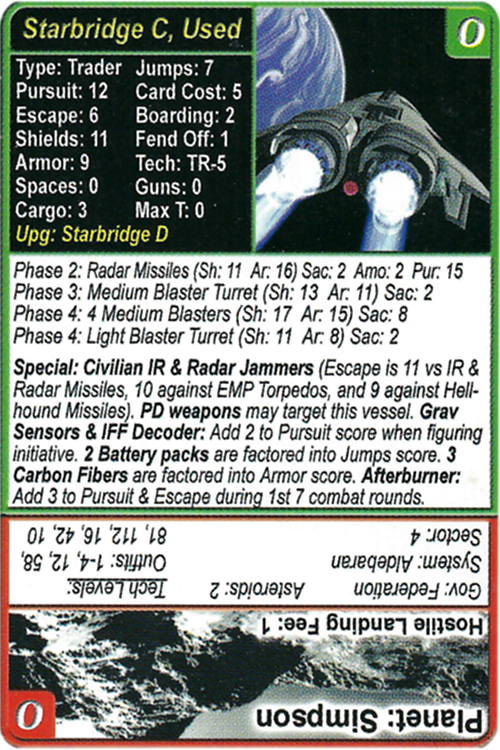 Starbridge C, Used
0
Type: Trader Jumps: 7
Pursuit: 12 Card Cost: 5
Escape: 6 Boarding: 2
Shields: 11 Fend Off: 1
Armor: 9 Tech: TR-5
Spaces: 0 Guns: 0
Cargo: 3 Max T: 0
Upg: Starbridge D
Phase 2: Radar Missiles (Sh: 11 Ar: 16) Sac: 2 Amo: 2 Pur: 15
Phase 3: Medium Blaster Turret (Sh: 13 Ar: 11) Sac: 2
Phase 4: 4 Medium Blasters (Sh: 17 Ar: 15) Sac: 8
Phase 4: Light Blaster Turret (Sh: 11 Ar: 8) Sac: 2
Special: Civilian IR & Radar Jammers (Escape is 11 vs IR &
Radar Missiles, 10 against EMP Torpedos, and 9 against Hell-
hound Missiles). PD weapons may target this vessel. Grav
Sensors & IFF Decoder: Add 2 to Pursuit score when figuring
initiative. 2 Battery packs are factored into Jumps score. 3
Carbon Fibers are factored into Armor score. Afterburner:
Add 3 to Pursuit & Escape during 1st 7 combat rounds.
Planet: Simpson
0
Hostile Landing Fee: 1
Gov: Federation Asteroids: 2 Tech Levels:
System: Aldebaran Outfits: 1-4, 12, 58,
Sector: 4 81, 112, 16, 42, 10